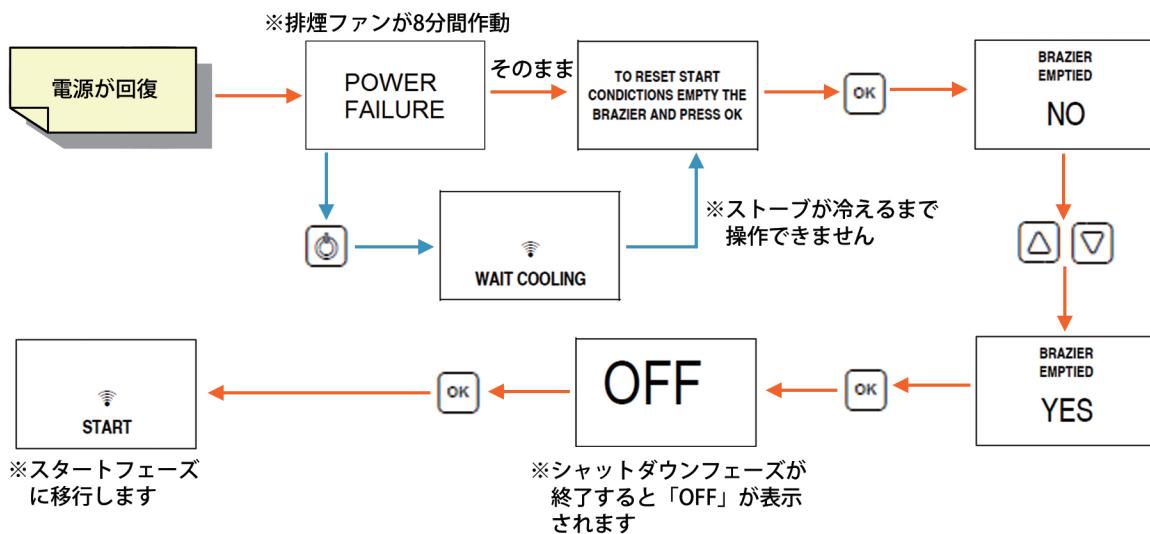 ※排煙ファンが8分間作動
電源が回復
POWER
FAILURE
そのまま
TO RESET START
CONDICTIONS EMPTY THE
BRAZIER AND PRESS OK
OK
BRAZIER
EMPTIED
NO
WAIT COOLING
※ストーブが冷えるまで
操作できません
BRAZIER
EMPTIED
YES
OK
OFF
※シャットダウンフェーズが
終了すると「OFF」が表示
されます
OK
START
※スタートフェーズ
に移行します